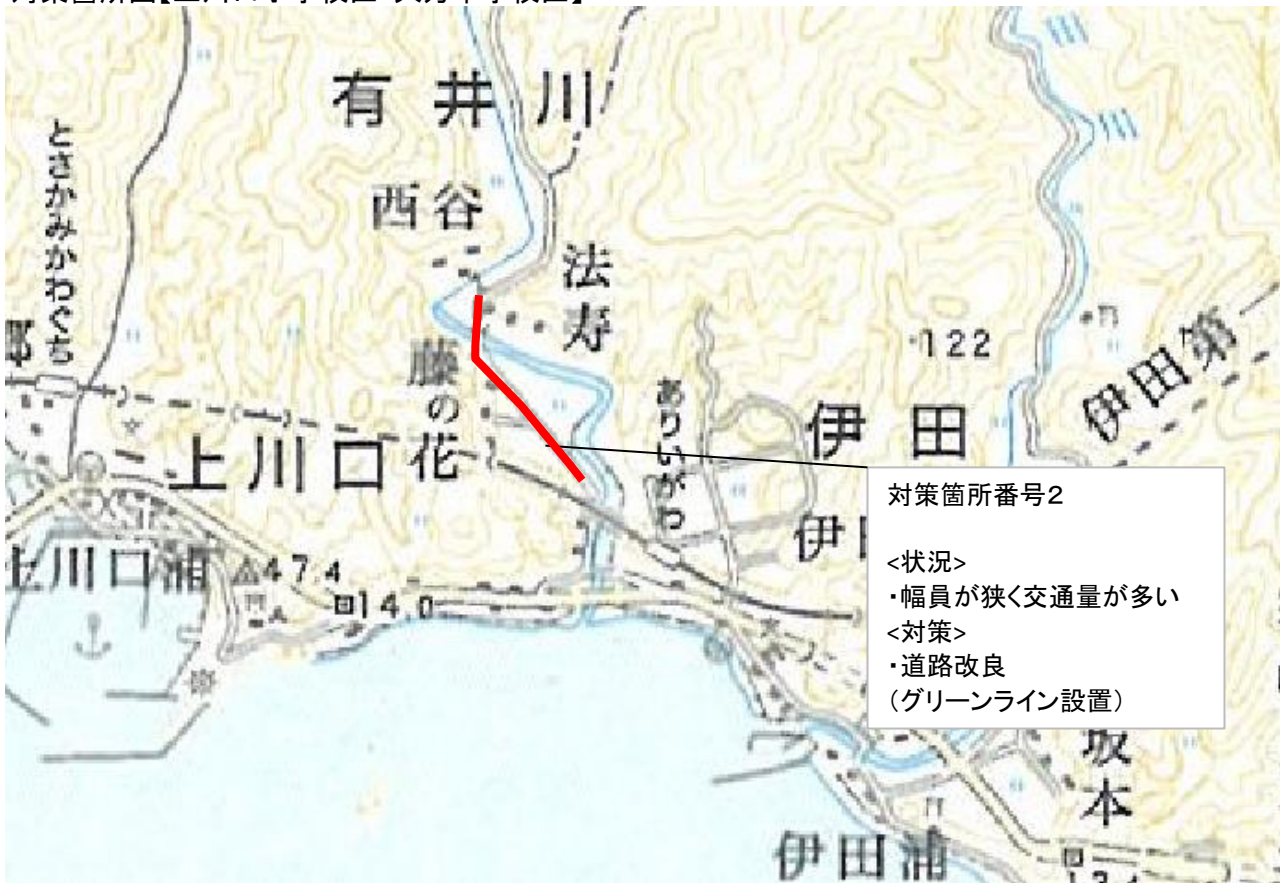 有井川
西谷
法寿
とさかみかわぐち
122
伊田第
藤の花
ありいがわ
伊田
上川口
上川口浦
47.4
14.0
対策箇所番号2
<状況>
・幅員が狭く交通量が多い
<対策>
・道路改良
(グリーンライン設置)
坂本
伊田浦